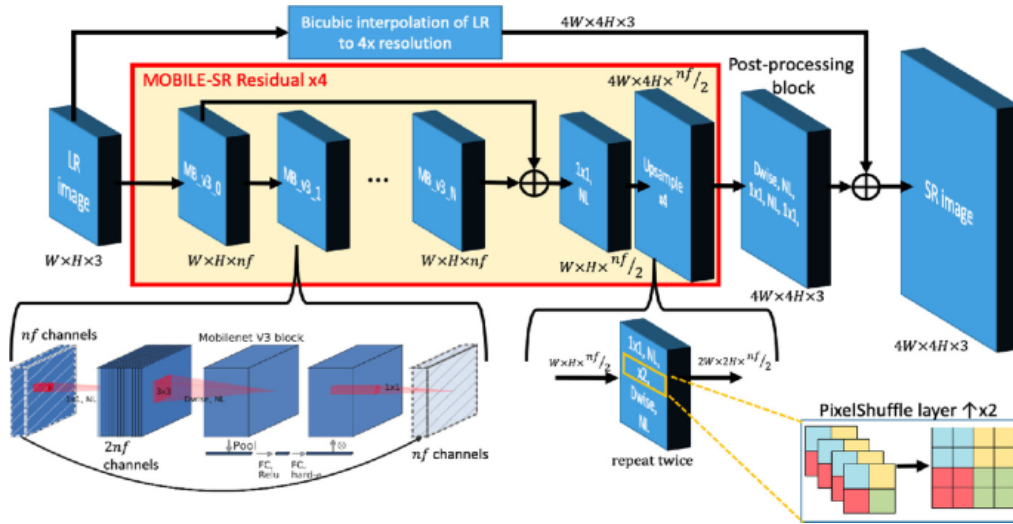 Bicubic interpolation of LR
to 4x resolution
4W×4H×3
MOBILE-SR Residual x4
4W×4H×nf/2
Post-processing
block
LR
image
MB_v3_0
MB_v3_1
...
MB_v3_N
1x1,
NL
Upsample
x4
Dwise, NL,
1x1, NL, 1x1,
SR image
W×H×3
W×H×nf
W×H×nf
W×H×nf/2
4W×4H×3
4W×4H×3
nf channels
Mobilenet V3 block
1x1, NL
3x3
Dwise, NL
1x1
2nf
channels
Pool
FC,
Relu
FC,
nf channels
W×H×nf/2
1x1, NL,
x2,
Dwise,
NL
2W×2H×nf/2
repeat twice
PixelShuffle layer ↑x2